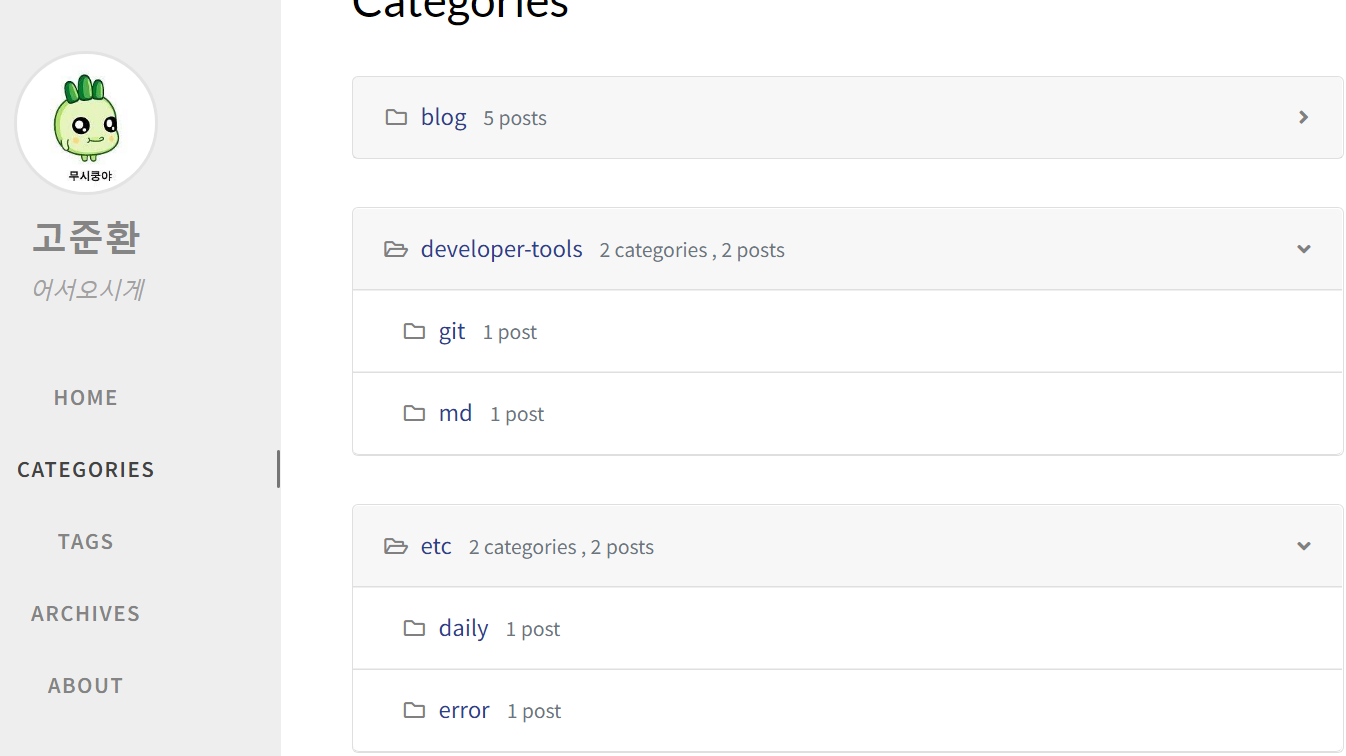 Categories
무시쿵야
고준환
어서오시게
HOME
CATEGORIES
TAGS
ARCHIVES
ABOUT
blog 5 posts
developer-tools 2 categories , 2 posts
git 1 post
md 1 post
etc 2 categories , 2 posts
daily 1 post
error 1 post